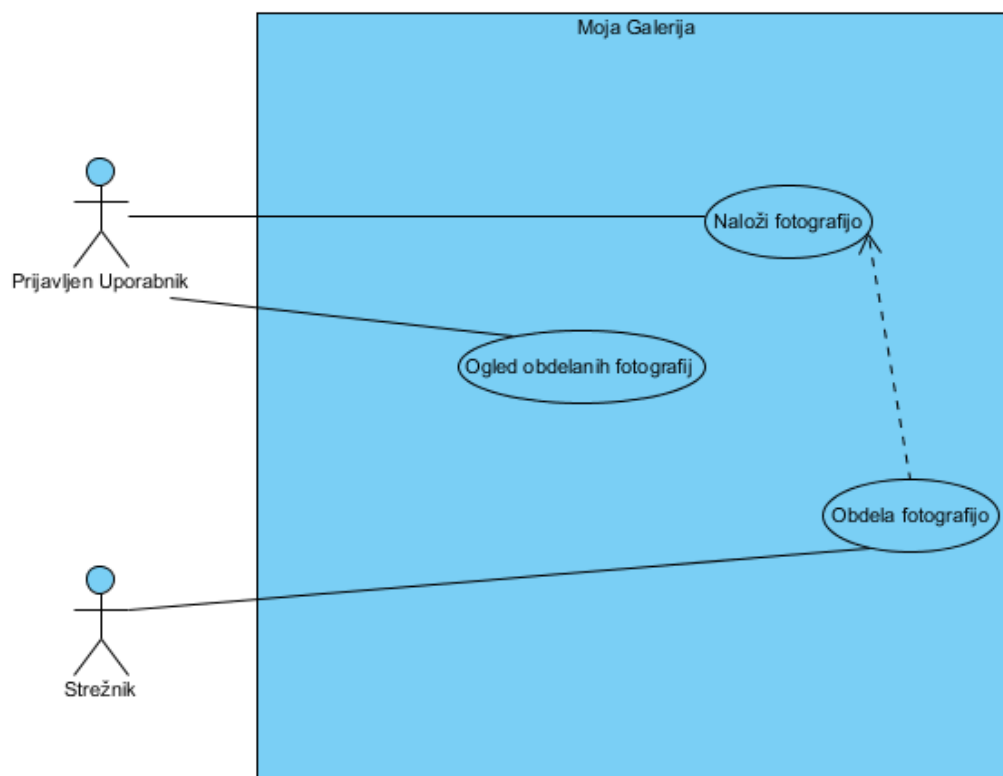 Moja Galerija
Naloži fotografijo
Prijavljen Uporabnik
Ogled obdelanih fotografij
Obdela fotografijo
Strežnik